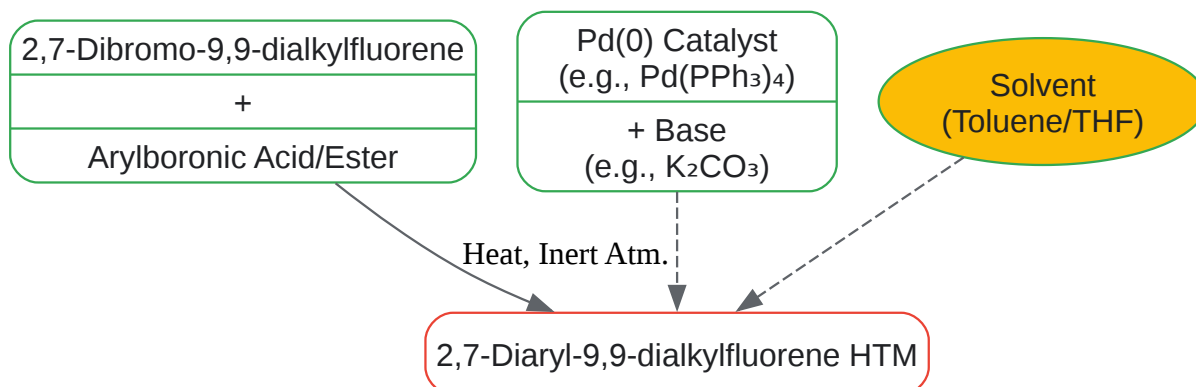 2,7-Dibromo-9,9-dialkylfluorene
+
Arylboronic Acid/Ester
Pd(0) Catalyst
(e.g., Pd(PPh₃)₄)
+ Base
(e.g., K₂CO₃)
Solvent
(Toluene/THF)
Heat, Inert Atm.
2,7-Diaryl-9,9-dialkylfluorene HTM